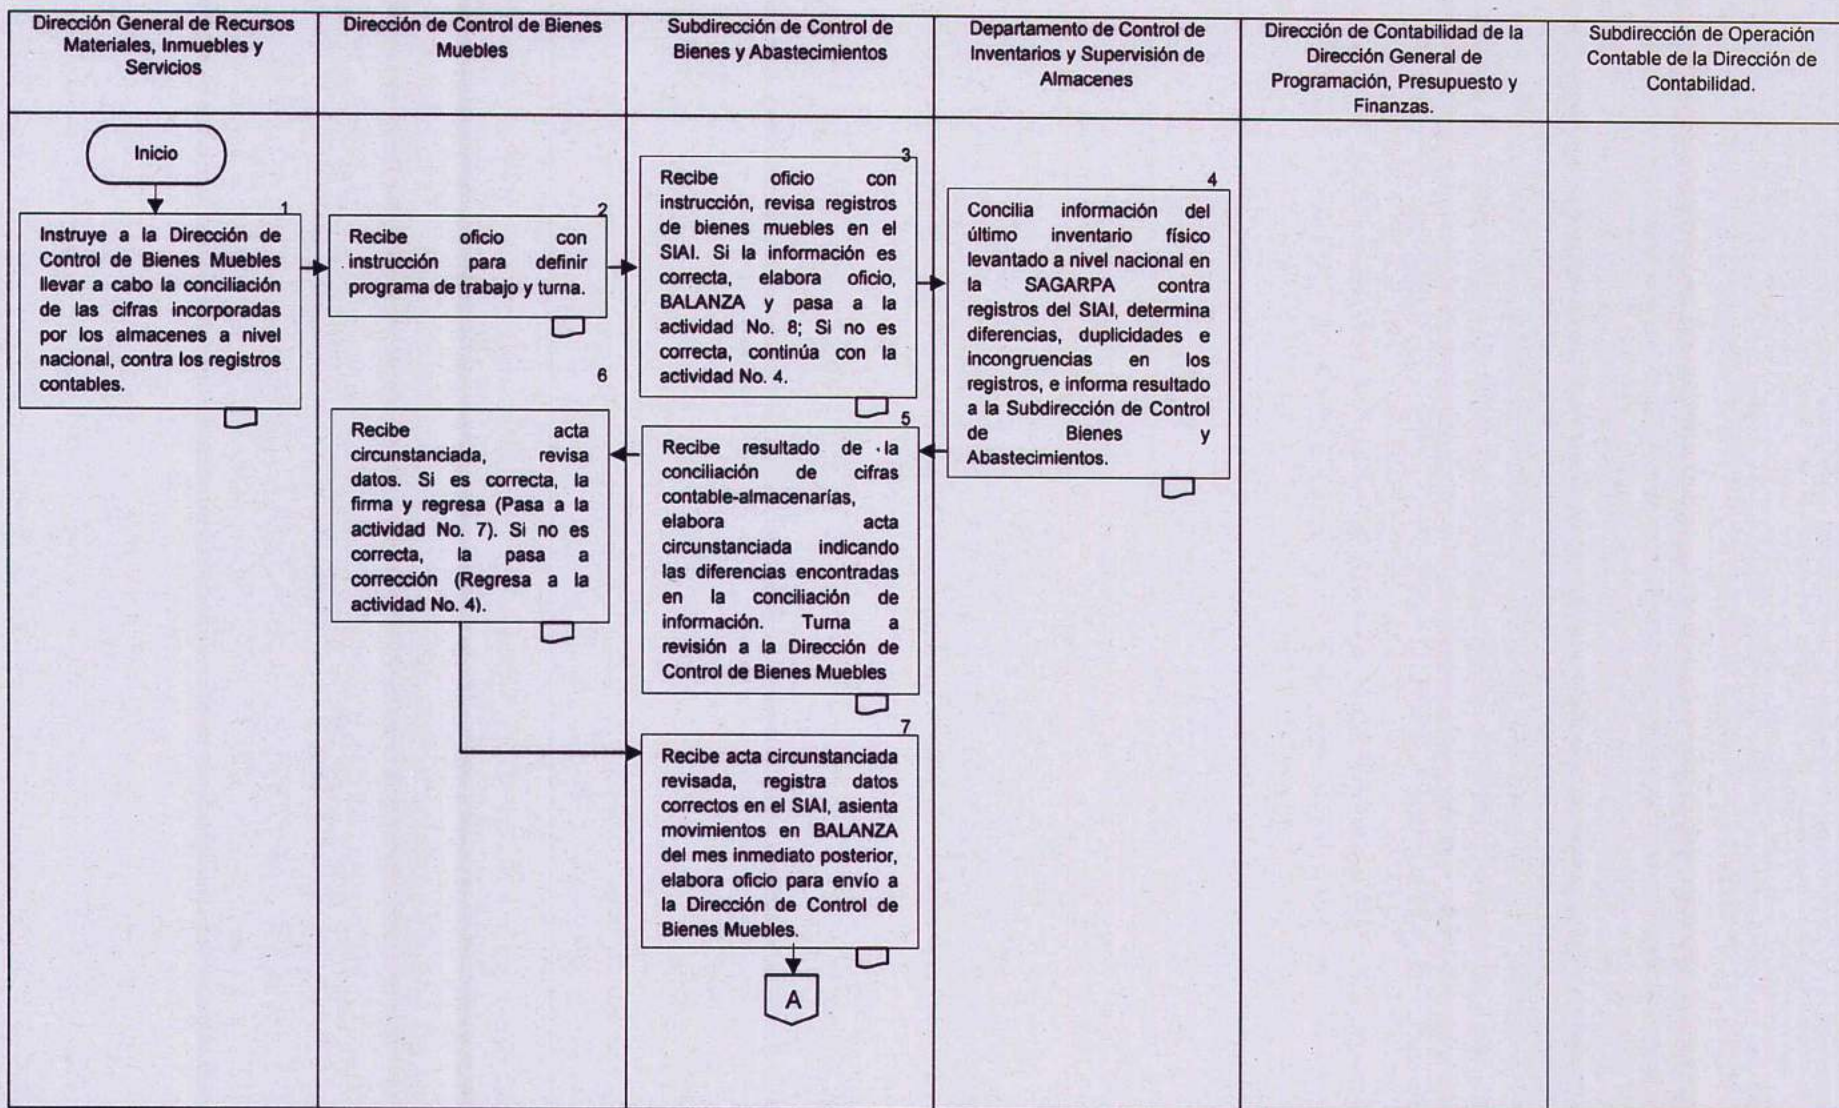 Dirección General de Recursos
Materiales, Inmuebles y
Servicios
Dirección de Control de Bienes
Muebles
Subdirección de Control de
Bienes y Abastecimientos
Departamento de Control de
Inventarios y Supervisión de
Almacenes
Dirección de Contabilidad de la
Dirección General de
Programación, Presupuesto y
Finanzas.
Subdirección de Operación
Contable de la Dirección de
Contabilidad.
Inicio
1
Instruye a la Dirección de
Control de Bienes Muebles
llevar a cabo la conciliación
de las cifras incorporadas
por los almacenes a nivel
nacional, contra los registros
contables.
2
Recibe oficio con
instrucción para definir
programa de trabajo y turna.
3
Recibe oficio con
instrucción, revisa registros
de bienes muebles en el
SIAI. Si la información es
correcta, elabora oficio,
BALANZA y pasa a la
actividad No. 8; Si no es
correcta, continúa con la
actividad No. 4.
4
Concilia información del
último inventario físico
levantado a nivel nacional en
la SAGARPA contra
registros del SIAI, determina
diferencias, duplicidades e
incongruencias en los
registros, e informa resultado
a la Subdirección de Control
de Bienes y
Abastecimientos.
5
Recibe resultado de la
conciliación de cifras
contable-almacenarías,
elabora acta
circunstanciada indicando
las diferencias encontradas
en la conciliación de
información. Turna a
revisión a la Dirección de
Control de Bienes Muebles
6
Recibe acta
circunstanciada, revisa
datos. Si es correcta, la
firma y regresa (Pasa a la
actividad No. 7). Si no es
correcta, la pasa a
corrección (Regresa a la
actividad No. 4).
7
Recibe acta circunstanciada
revisada, registra datos
correctos en el SIAI, asienta
movimientos en BALANZA
del mes inmediato posterior,
elabora oficio para envío a
la Dirección de Control de
Bienes Muebles.
A